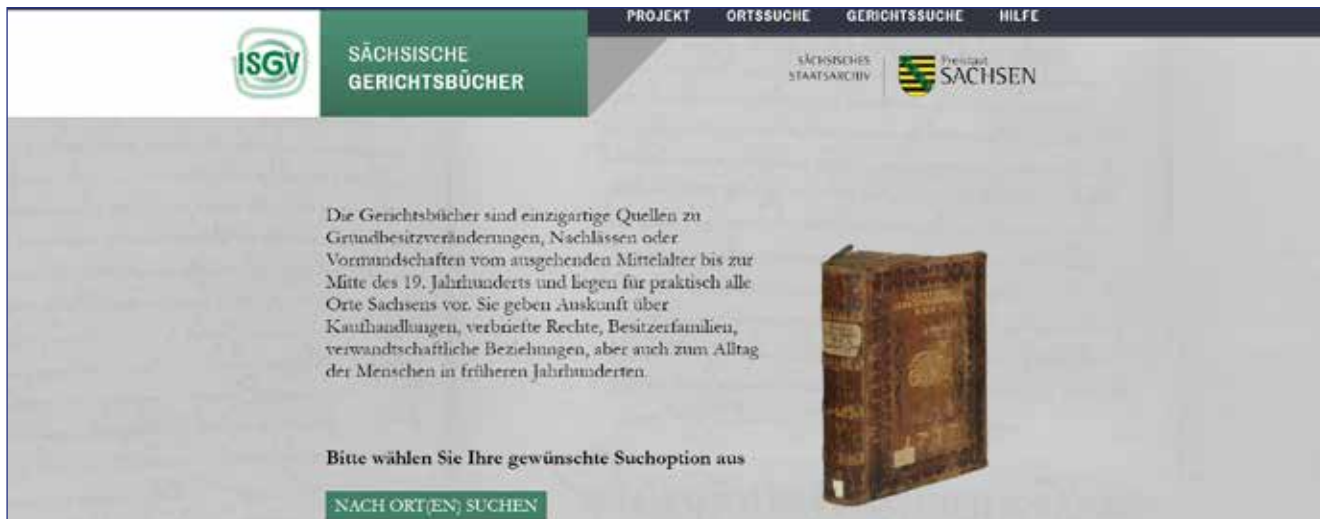 PROJEKT ORTSSUCHE GERICHTSSUCHE HILFE
ISGV
SÄCHSISCHE
GERICHTSBÜCHER
SÄCHSISCHES
STAATSARCHIV
Freistaat
SACHSEN
Die Gerichtsbücher sind einzigartige Quellen zu
Grundbesitzveränderungen, Nachlässen oder
Vormundschaften vom ausgehenden Mittelalter bis zur
Mitte des 19. Jahrhunderts und liegen für praktisch alle
Orte Sachsens vor. Sie geben Auskunft über
Kaufhandlungen, verbriefte Rechte, Besitzerfamilien,
verwandtschaftliche Beziehungen, aber auch zum Alltag
der Menschen in früheren Jahrhunderten.
Bitte wählen Sie Ihre gewünschte Suchoption aus
NACH ORT(EN) SUCHEN